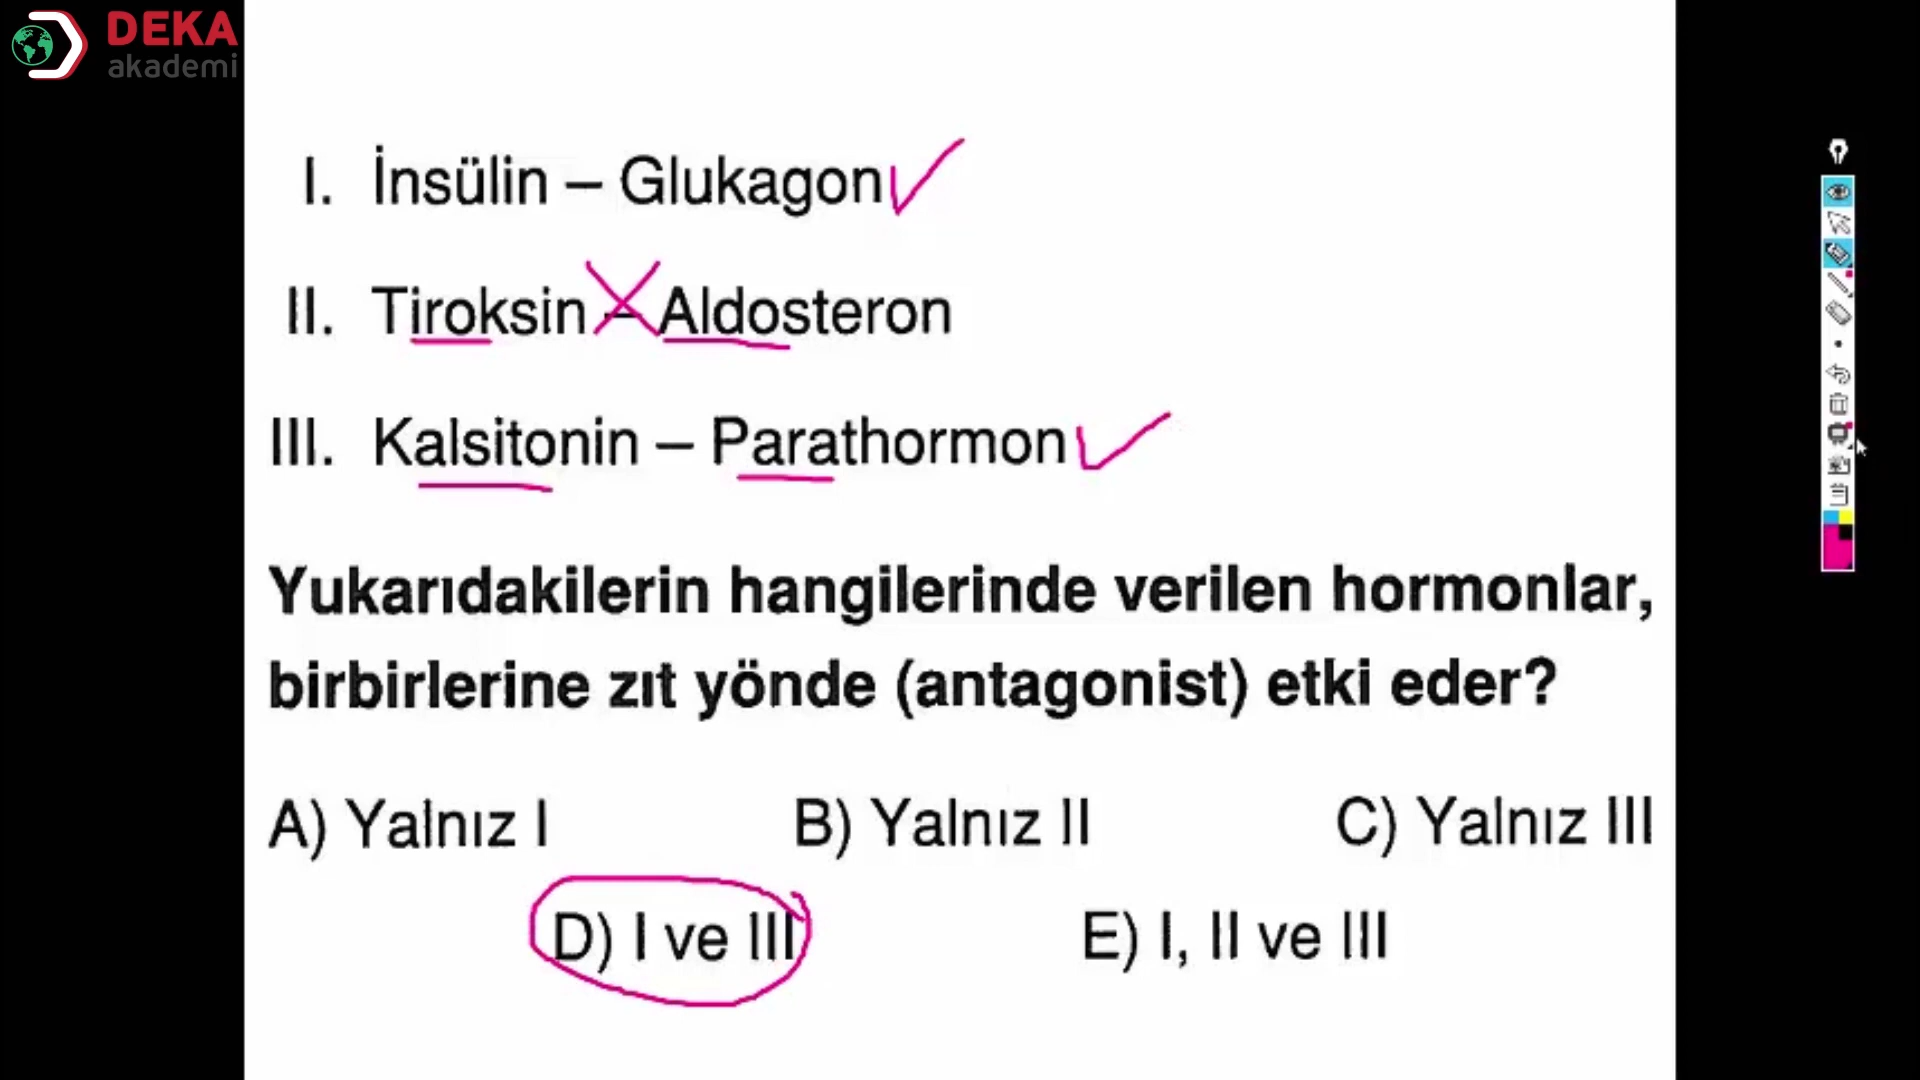 DEKA
akademi
I. İnsülin – Glukagon
II. Tiroksin – Aldosteron
III. Kalsitonin – Parathormon
Yukarıdakilerin hangilerinde verilen hormonlar,
birbirlerine zıt yönde (antagonist) etki eder?
A) Yalnız I B) Yalnız II C) Yalnız III
D) I ve III E) I, II ve III